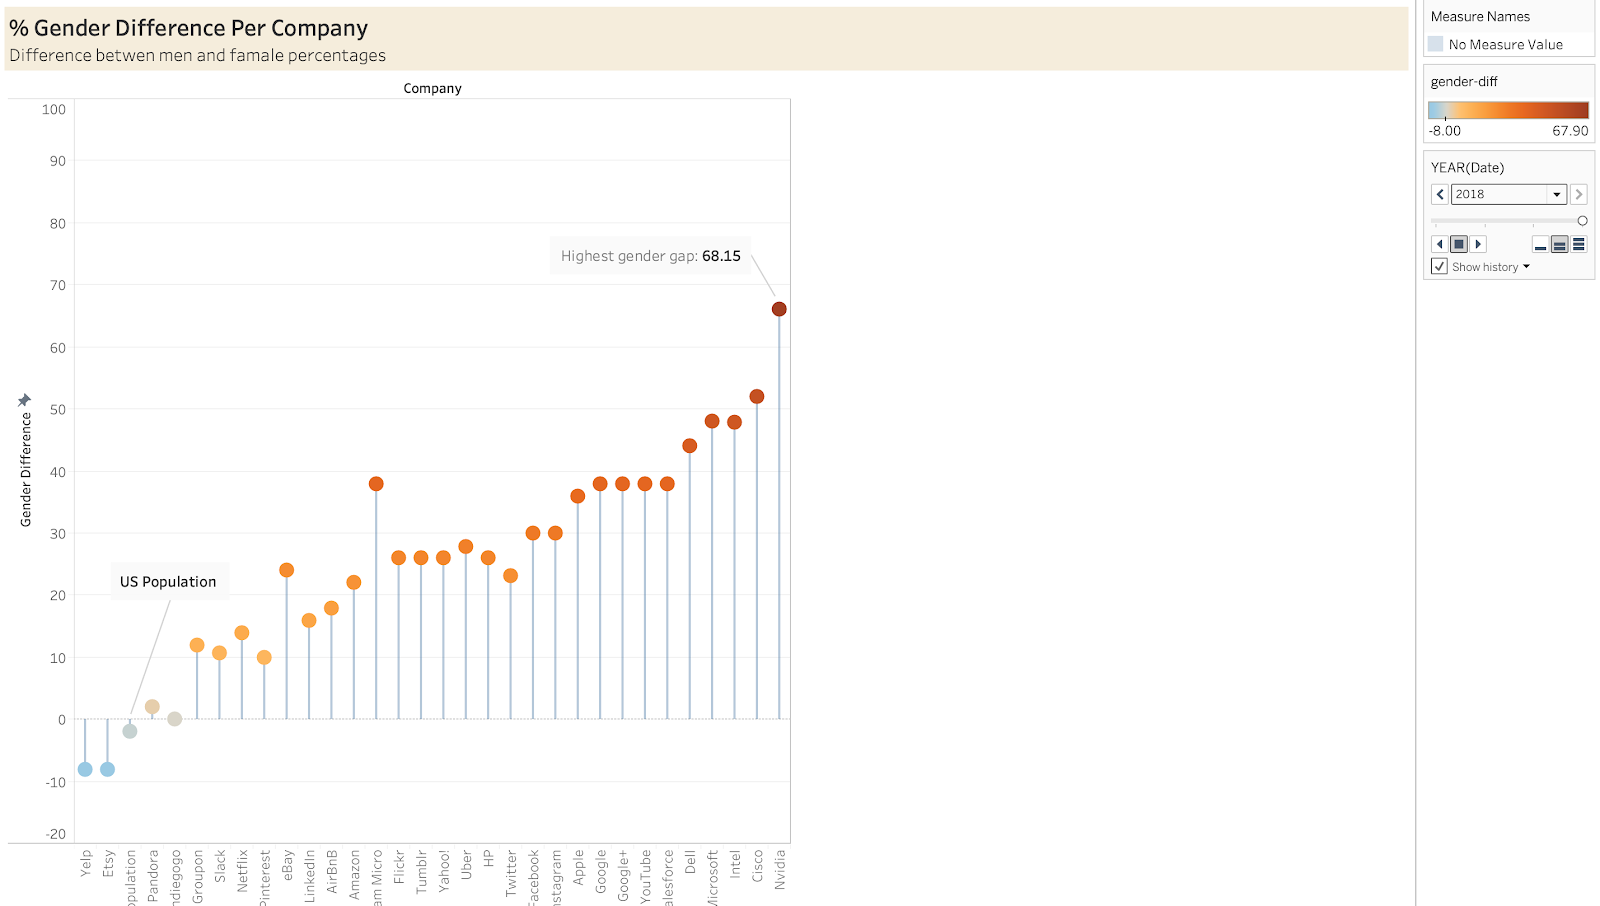 % Gender Difference Per Company
Difference betwen men and famale percentages
Company
100
90
80
70
60
50
40
30
20
10
0
-10
-20
Gender Difference
Highest gender gap: 68.15
US Population
Yelp
Etsy
opulation
Pandora
ndiegogo
Groupon
Slack
Netflix
Pinterest
eBay
LinkedIn
AirBnB
Amazon
am Micro
Flickr
Tumblr
Yahoo!
Uber
HP
Twitter
Facebook
nstagram
Apple
Google
Google+
YouTube
alesforce
Dell
Microsoft
Intel
Cisco
Nvidia
Measure Names
No Measure Value
gender-diff
-8.00 67.90
YEAR(Date)
2018
Show history